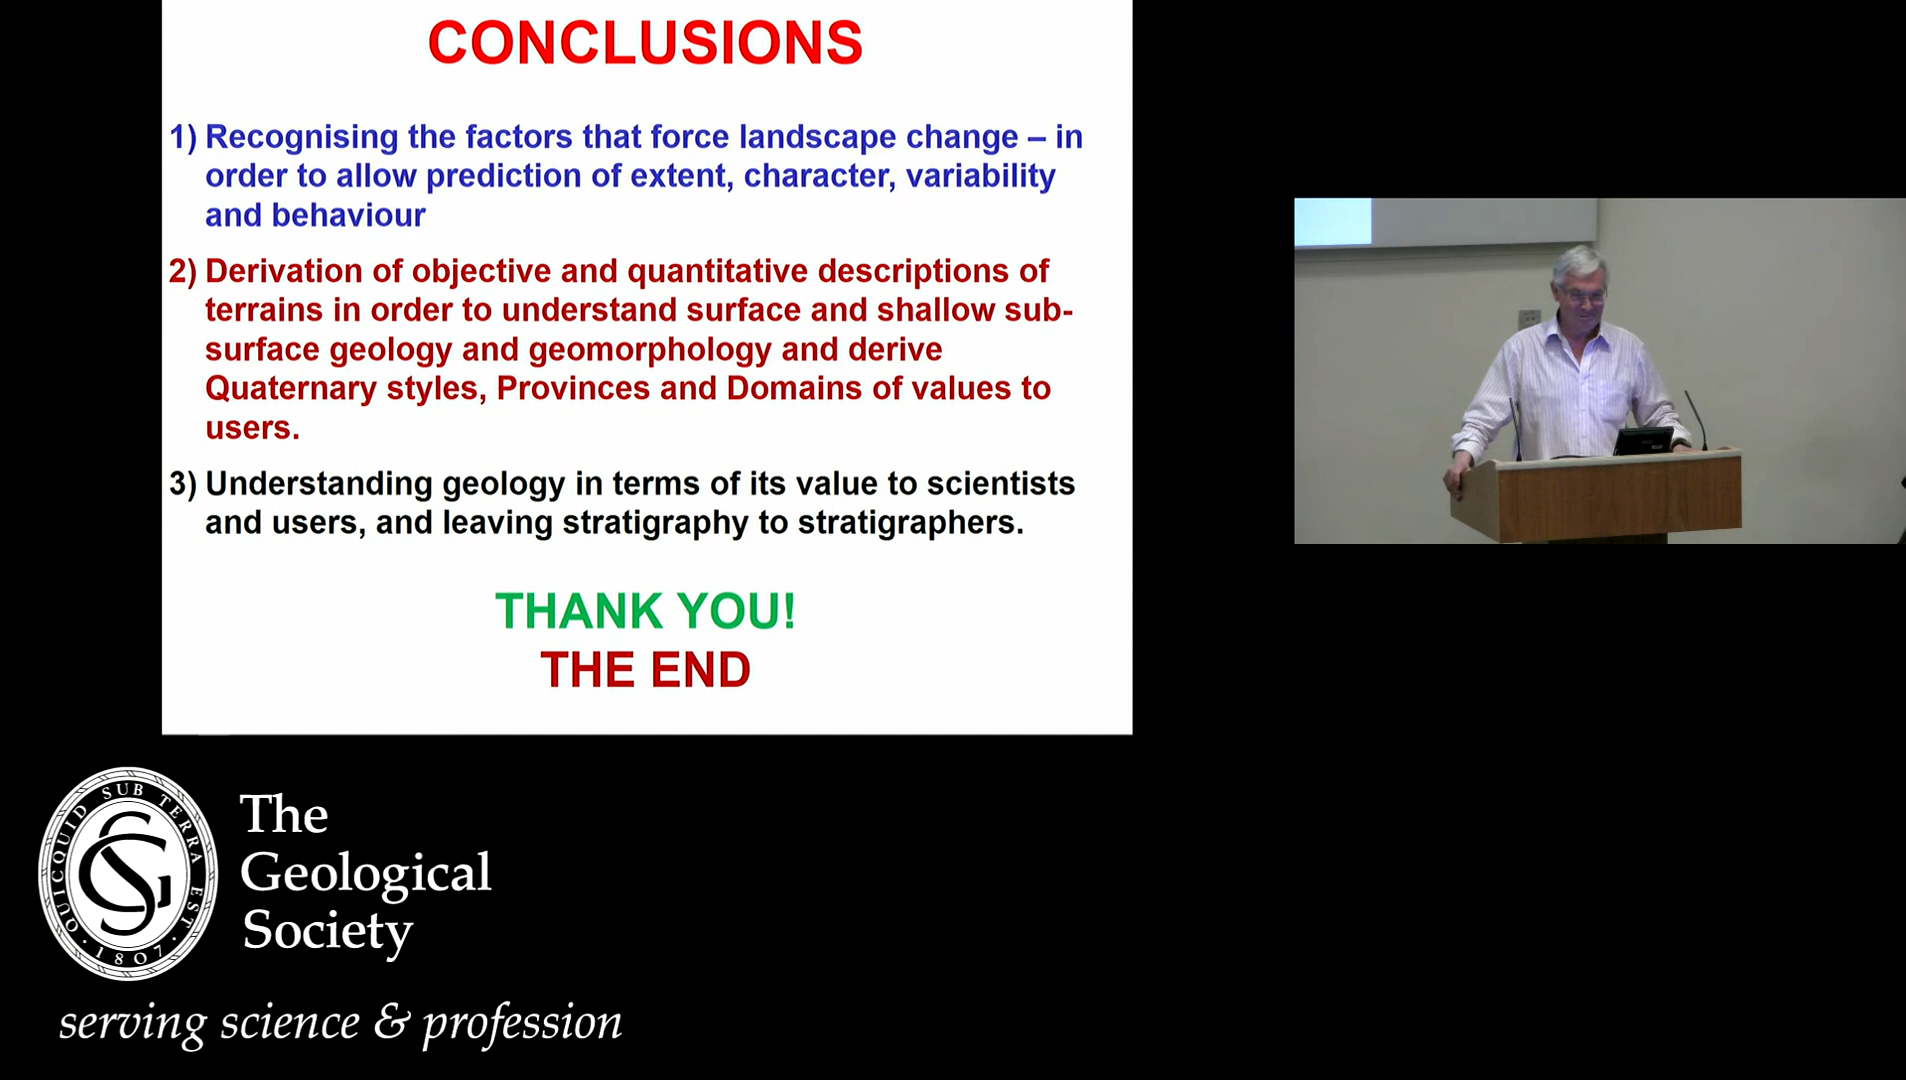 CONCLUSIONS
1) Recognising the factors that force landscape change – in
order to allow prediction of extent, character, variability
and behaviour
2) Derivation of objective and quantitative descriptions of
terrains in order to understand surface and shallow sub-
surface geology and geomorphology and derive
Quaternary styles, Provinces and Domains of values to
users.
3) Understanding geology in terms of its value to scientists
and users, and leaving stratigraphy to stratigraphers.
THANK YOU!
THE END
QUICQUID SUB TERRA EST
1807
The
Geological
Society
serving science & profession